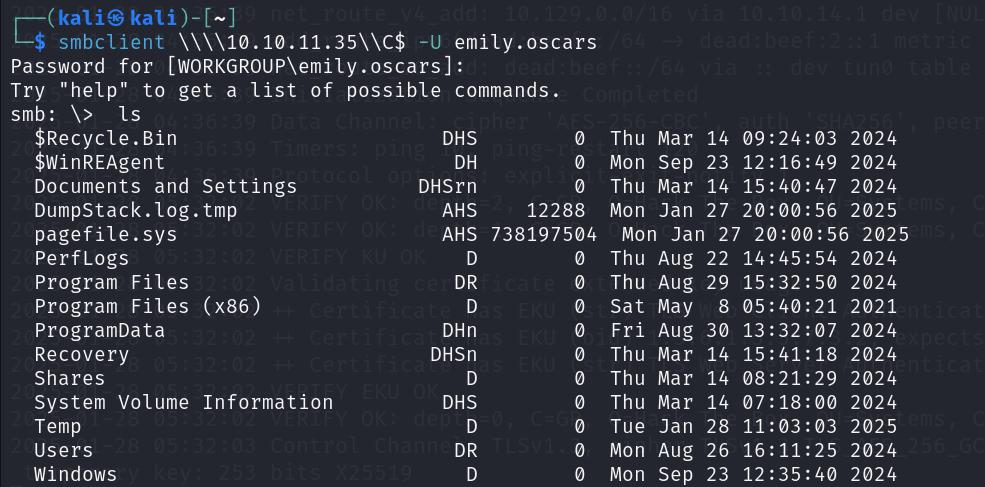 ┌──(kali㉿kali)-[~]
└─$ smbclient \\\\10.10.11.35\\C$ -U emily.oscars
Password for [WORKGROUP\emily.oscars]:
Try "help" to get a list of possible commands.
smb: \> ls
$Recycle.Bin DHS 0 Thu Mar 14 09:24:03 2024
$WinREAgent DH 0 Mon Sep 23 12:16:49 2024
Documents and Settings DHSrn 0 Thu Mar 14 15:40:47 2024
DumpStack.log.tmp AHS 12288 Mon Jan 27 20:00:56 2025
pagefile.sys AHS 738197504 Mon Jan 27 20:00:56 2025
PerfLogs D 0 Thu Aug 22 14:45:54 2024
Program Files DR 0 Thu Aug 29 15:32:50 2024
Program Files (x86) D 0 Sat May 8 05:40:21 2021
ProgramData DHn 0 Fri Aug 30 13:32:07 2024
Recovery DHSn 0 Thu Mar 14 15:41:18 2024
Shares D 0 Thu Mar 14 08:21:29 2024
System Volume Information DHS 0 Thu Mar 14 07:18:00 2024
Temp D 0 Tue Jan 28 11:03:03 2025
Users DR 0 Mon Aug 26 16:11:25 2024
Windows D 0 Mon Sep 23 12:35:40 2024